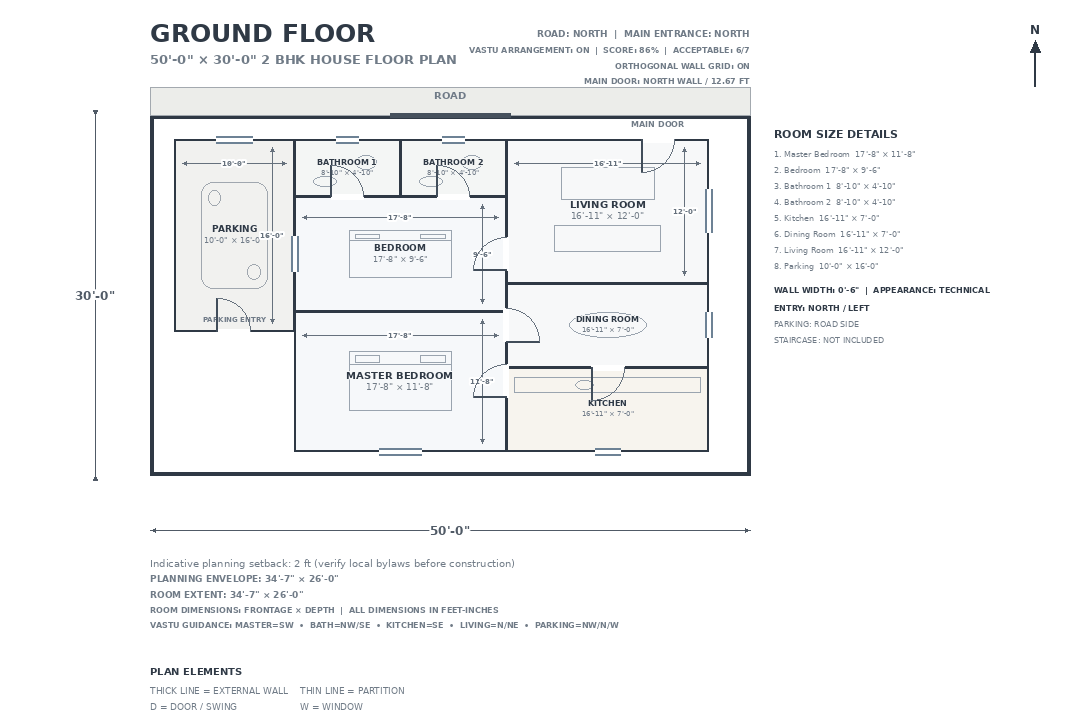 GROUND FLOOR
50'-0" × 30'-0" 2 BHK HOUSE FLOOR PLAN
ROAD: NORTH | MAIN ENTRANCE: NORTH
VASTU ARRANGEMENT: ON | SCORE: 86% | ACCEPTABLE: 6/7
ORTHOGONAL WALL GRID: ON
MAIN DOOR: NORTH WALL / 12.67 FT
N
ROAD
MAIN DOOR
10'-0"
PARKING
10'-0" × 16'-0"
16'-0"
PARKING ENTRY
BATHROOM 1
8'-10" × 4'-10"
BATHROOM 2
8'-10" × 4'-10"
16'-11"
LIVING ROOM
16'-11" × 12'-0"
12'-0"
17'-8"
BEDROOM
17'-8" × 9'-6"
9'-6"
17'-8"
MASTER BEDROOM
17'-8" × 11'-8"
11'-8"
DINING ROOM
16'-11" × 7'-0"
KITCHEN
16'-11" × 7'-0"
30'-0"
50'-0"
ROOM SIZE DETAILS
1. Master Bedroom 17'-8" × 11'-8"
2. Bedroom 17'-8" × 9'-6"
3. Bathroom 1 8'-10" × 4'-10"
4. Bathroom 2 8'-10" × 4'-10"
5. Kitchen 16'-11" × 7'-0"
6. Dining Room 16'-11" × 7'-0"
7. Living Room 16'-11" × 12'-0"
8. Parking 10'-0" × 16'-0"
WALL WIDTH: 0'-6" | APPEARANCE: TECHNICAL
ENTRY: NORTH / LEFT
PARKING: ROAD SIDE
STAIRCASE: NOT INCLUDED
Indicative planning setback: 2 ft (verify local bylaws before construction)
PLANNING ENVELOPE: 34'-7" × 26'-0"
ROOM EXTENT: 34'-7" × 26'-0"
ROOM DIMENSIONS: FRONTAGE × DEPTH | ALL DIMENSIONS IN FEET-INCHES
VASTU GUIDANCE: MASTER=SW • BATH=NW/SE • KITCHEN=SE • LIVING=N/NE • PARKING=NW/N/W
PLAN ELEMENTS
THICK LINE = EXTERNAL WALL THIN LINE = PARTITION
D = DOOR / SWING W = WINDOW